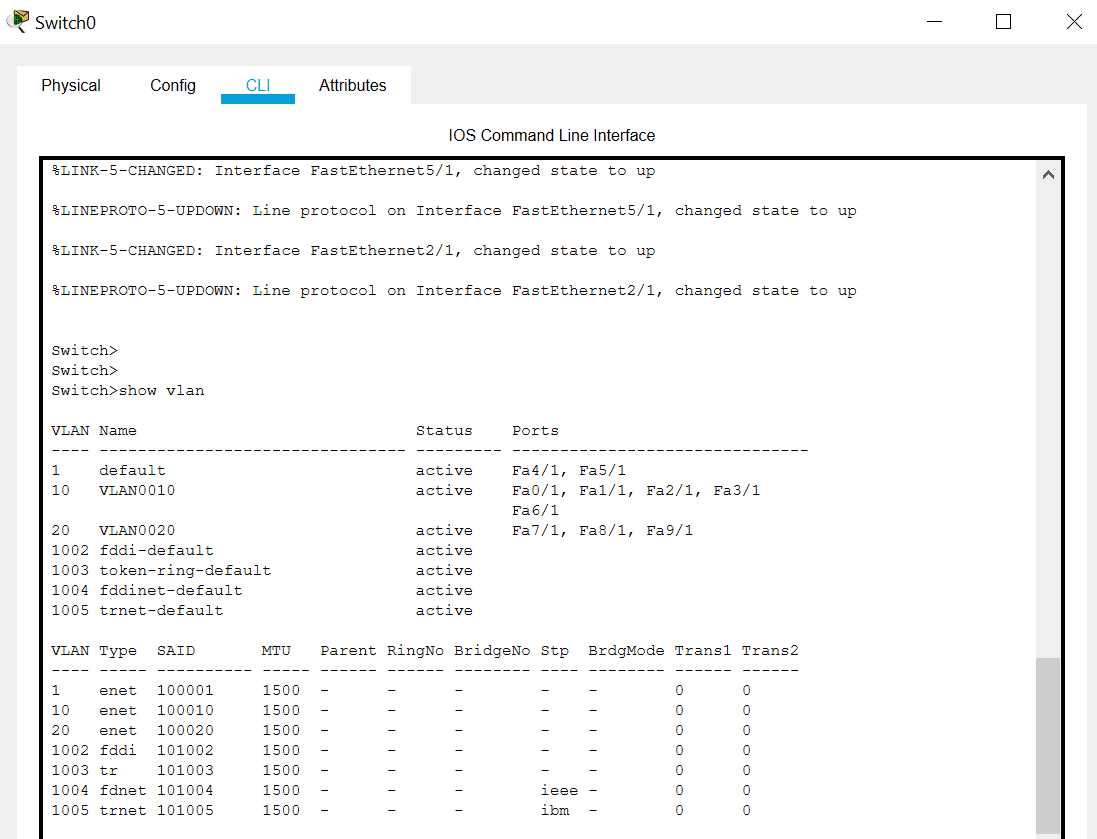 Switch0
Physical Config CLI Attributes
IOS Command Line Interface
%LINK-5-CHANGED: Interface FastEthernet5/1, changed state to up
%LINEPROTO-5-UPDOWN: Line protocol on Interface FastEthernet5/1, changed state to up
%LINK-5-CHANGED: Interface FastEthernet2/1, changed state to up
%LINEPROTO-5-UPDOWN: Line protocol on Interface FastEthernet2/1, changed state to up
Switch>
Switch>
Switch>show vlan
VLAN Name                             Status    Ports
---- -------------------------------- --------- -------------------------------
1    default                          active    Fa4/1, Fa5/1
10   VLAN0010                         active    Fa0/1, Fa1/1, Fa2/1, Fa3/1
                                                Fa6/1
20   VLAN0020                         active    Fa7/1, Fa8/1, Fa9/1
1002 fddi-default                     active
1003 token-ring-default               active
1004 fddinet-default                  active
1005 trnet-default                    active
VLAN Type  SAID       MTU   Parent RingNo BridgeNo Stp  BrdgMode Trans1 Trans2
---- ----- ---------- ----- ------ ------ -------- ---- -------- ------ ------
1    enet  100001     1500  -      -      -        -    -        0      0
10   enet  100010     1500  -      -      -        -    -        0      0
20   enet  100020     1500  -      -      -        -    -        0      0
1002 fddi  101002     1500  -      -      -        -    -        0      0
1003 tr    101003     1500  -      -      -        -    -        0      0
1004 fdnet 101004     1500  -      -      -        ieee -        0      0
1005 trnet 101005     1500  -      -      -        ibm  -        0      0